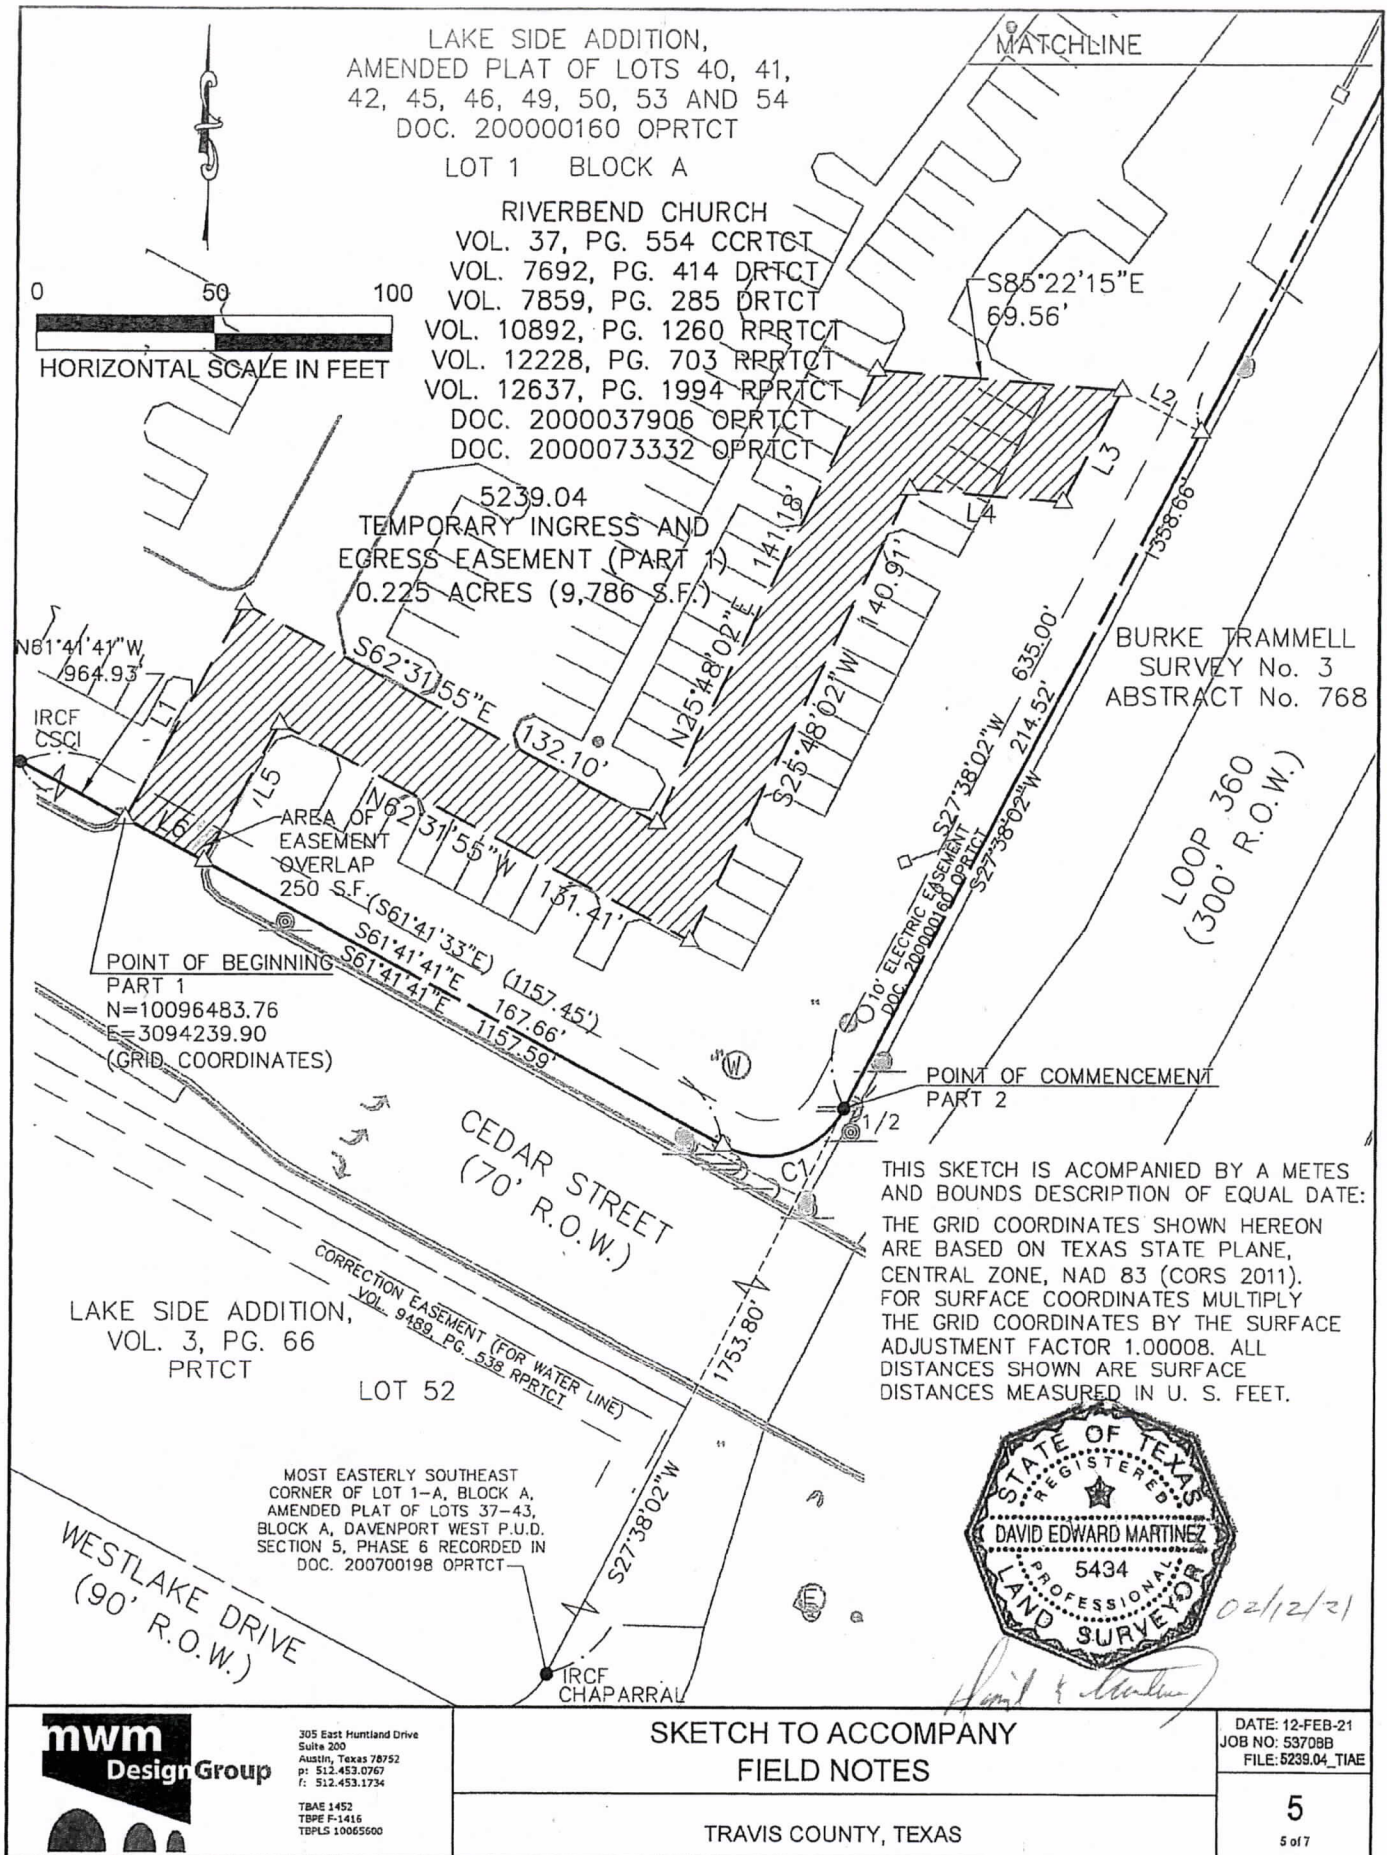 LAKE SIDE ADDITION,
AMENDED PLAT OF LOTS 40, 41,
42, 45, 46, 49, 50, 53 AND 54
DOC. 200000160 OPRTCT
LOT 1 BLOCK A
MATCHLINE
RIVERBEND CHURCH
VOL. 37, PG. 554 CCRTCT
VOL. 7692, PG. 414 DRTCT
VOL. 7859, PG. 285 DRTCT
VOL. 10892, PG. 1260 RPRTCT
VOL. 12228, PG. 703 RPRTCT
VOL. 12637, PG. 1994 RPRTCT
DOC. 2000037906 OPRTCT
DOC. 2000073332 OPRTCT
0 50 100
HORIZONTAL SCALE IN FEET
S85°22'15"E
69.56'
L2
L3
L4
5239.04
TEMPORARY INGRESS AND
EGRESS EASEMENT (PART 1)
0.225 ACRES (9,786 S.F.)
N25°48'02"E 141.18'
S25°48'02"W 140.91'
1358.66'
S27°38'02"W 635.00'
S27°38'02"W 214.52'
BURKE TRAMMELL
SURVEY No. 3
ABSTRACT No. 768
LOOP 360
(300' R.O.W.)
N61°41'41"W
964.93'
IRCF
CSCI
L1
S62°31'55"E
132.10'
L5
L6
N62°31'55"W 131.41'
AREA OF
EASEMENT
OVERLAP
250 S.F.
(S61°41'33"E) (1157.45')
S61°41'41"E 167.66'
S61°41'41"E 1157.59'
10' ELECTRIC EASEMENT
DOC. 200000160 OPRTCT
POINT OF BEGINNING
PART 1
N=10096483.76
E=3094239.90
(GRID COORDINATES)
W
POINT OF COMMENCEMENT
PART 2
1/2
C1
CEDAR STREET
(70' R.O.W.)
THIS SKETCH IS ACOMPANIED BY A METES
AND BOUNDS DESCRIPTION OF EQUAL DATE:
THE GRID COORDINATES SHOWN HEREON
ARE BASED ON TEXAS STATE PLANE,
CENTRAL ZONE, NAD 83 (CORS 2011).
FOR SURFACE COORDINATES MULTIPLY
THE GRID COORDINATES BY THE SURFACE
ADJUSTMENT FACTOR 1.00008. ALL
DISTANCES SHOWN ARE SURFACE
DISTANCES MEASURED IN U. S. FEET.
CORRECTION EASEMENT (FOR WATER LINE)
VOL. 9489, PG. 538 RPRTCT
LAKE SIDE ADDITION,
VOL. 3, PG. 66
PRTCT
LOT 52
1753.80'
S27°38'02"W
MOST EASTERLY SOUTHEAST
CORNER OF LOT 1-A, BLOCK A,
AMENDED PLAT OF LOTS 37-43,
BLOCK A, DAVENPORT WEST P.U.D.
SECTION 5, PHASE 6 RECORDED IN
DOC. 200700198 OPRTCT
WESTLAKE DRIVE
(90' R.O.W.)
IRCF
CHAPARRAL
E
STATE OF TEXAS
REGISTERED
DAVID EDWARD MARTINEZ
5434
PROFESSIONAL
LAND SURVEYOR
02/12/21
mwm
DesignGroup
305 East Huntland Drive
Suite 200
Austin, Texas 78752
p: 512.453.0767
f: 512.453.1734
TBAE 1452
TBPE F-1416
TBPLS 10065600
SKETCH TO ACCOMPANY
FIELD NOTES
TRAVIS COUNTY, TEXAS
DATE: 12-FEB-21
JOB NO: 53708B
FILE: 5239.04_TIAE
5
5 of 7